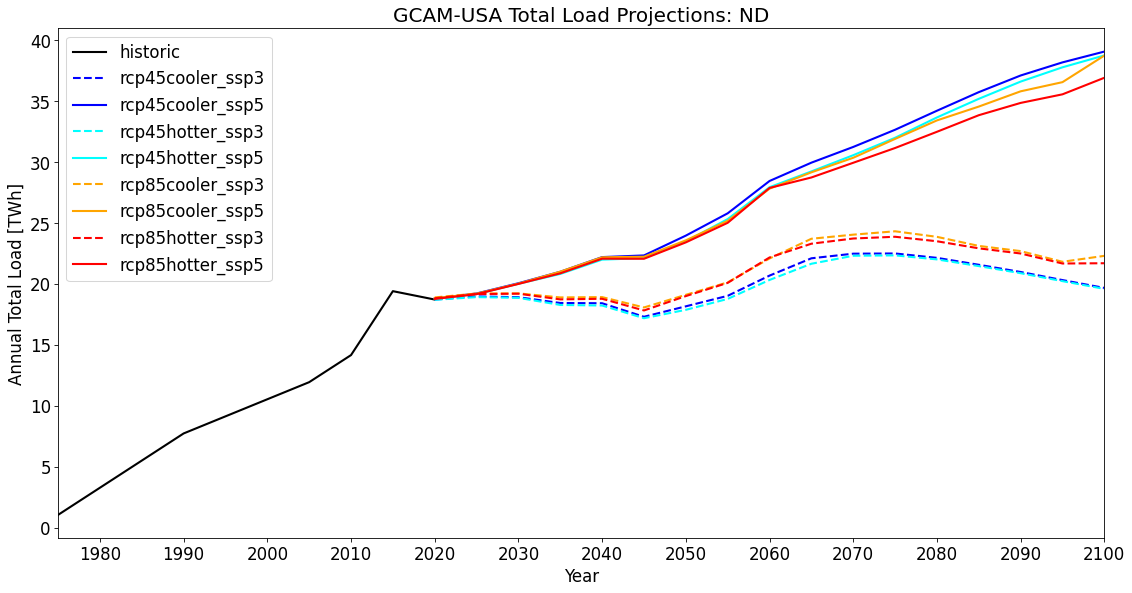 GCAM-USA Total Load Projections: ND
historic
rcp45cooler_ssp3
rcp45cooler_ssp5
rcp45hotter_ssp3
rcp45hotter_ssp5
rcp85cooler_ssp3
rcp85cooler_ssp5
rcp85hotter_ssp3
rcp85hotter_ssp5
Annual Total Load [TWh]
40
35
30
25
20
15
10
5
0
1980 1990 2000 2010 2020 2030 2040 2050 2060 2070 2080 2090 2100
Year